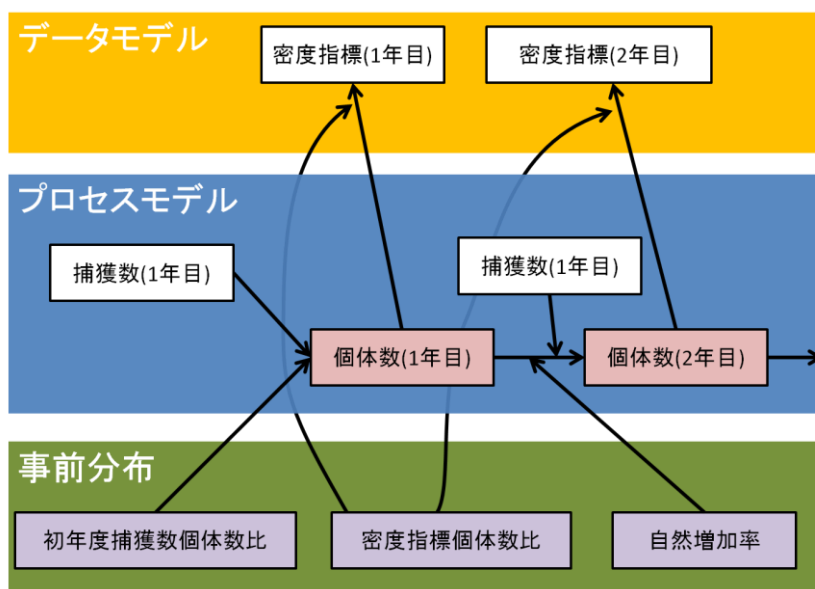 データモデル
密度指標(1年目)
密度指標(2年目)
プロセスモデル
捕獲数(1年目)
捕獲数(1年目)
個体数(1年目)
個体数(2年目)
事前分布
初年度捕獲数個体数比
密度指標個体数比
自然増加率